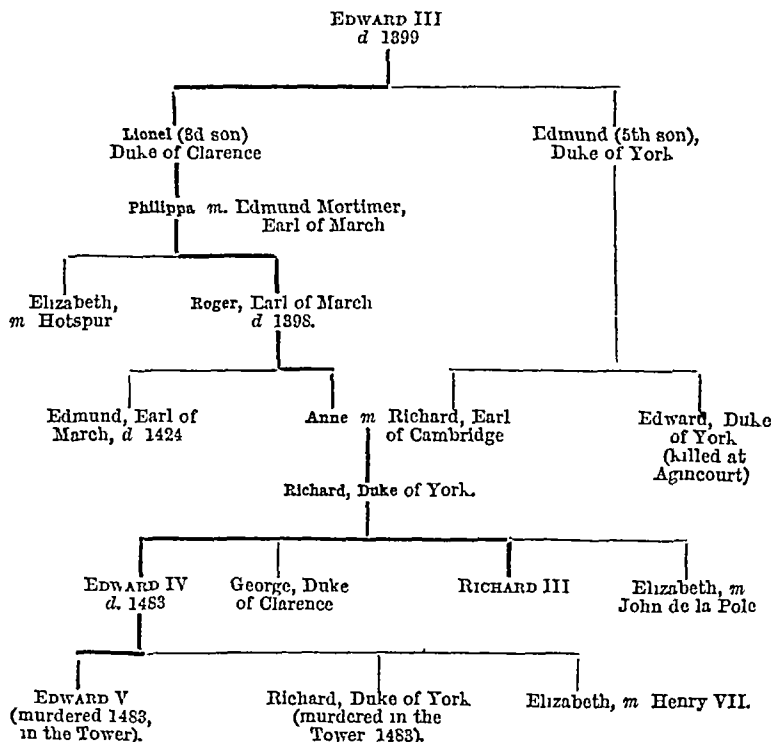 EDWARD III
d 1399
Lionel (3d son)
Duke of Clarence
Edmund (5th son),
Duke of York
Philippa m. Edmund Mortimer,
Earl of March
Elizabeth,
m Hotspur
Roger, Earl of March
d 1398.
Edmund, Earl of
March, d 1424
Anne m Richard, Earl
of Cambridge
Edward, Duke
of York
(killed at
Agincourt)
Richard, Duke of York.
EDWARD IV
d. 1483
George, Duke
of Clarence
RICHARD III
Elizabeth, m
John de la Pole
EDWARD V
(murdered 1483,
in the Tower).
Richard, Duke of York
(murdered in the
Tower 1483).
Elizabeth, m Henry VII.